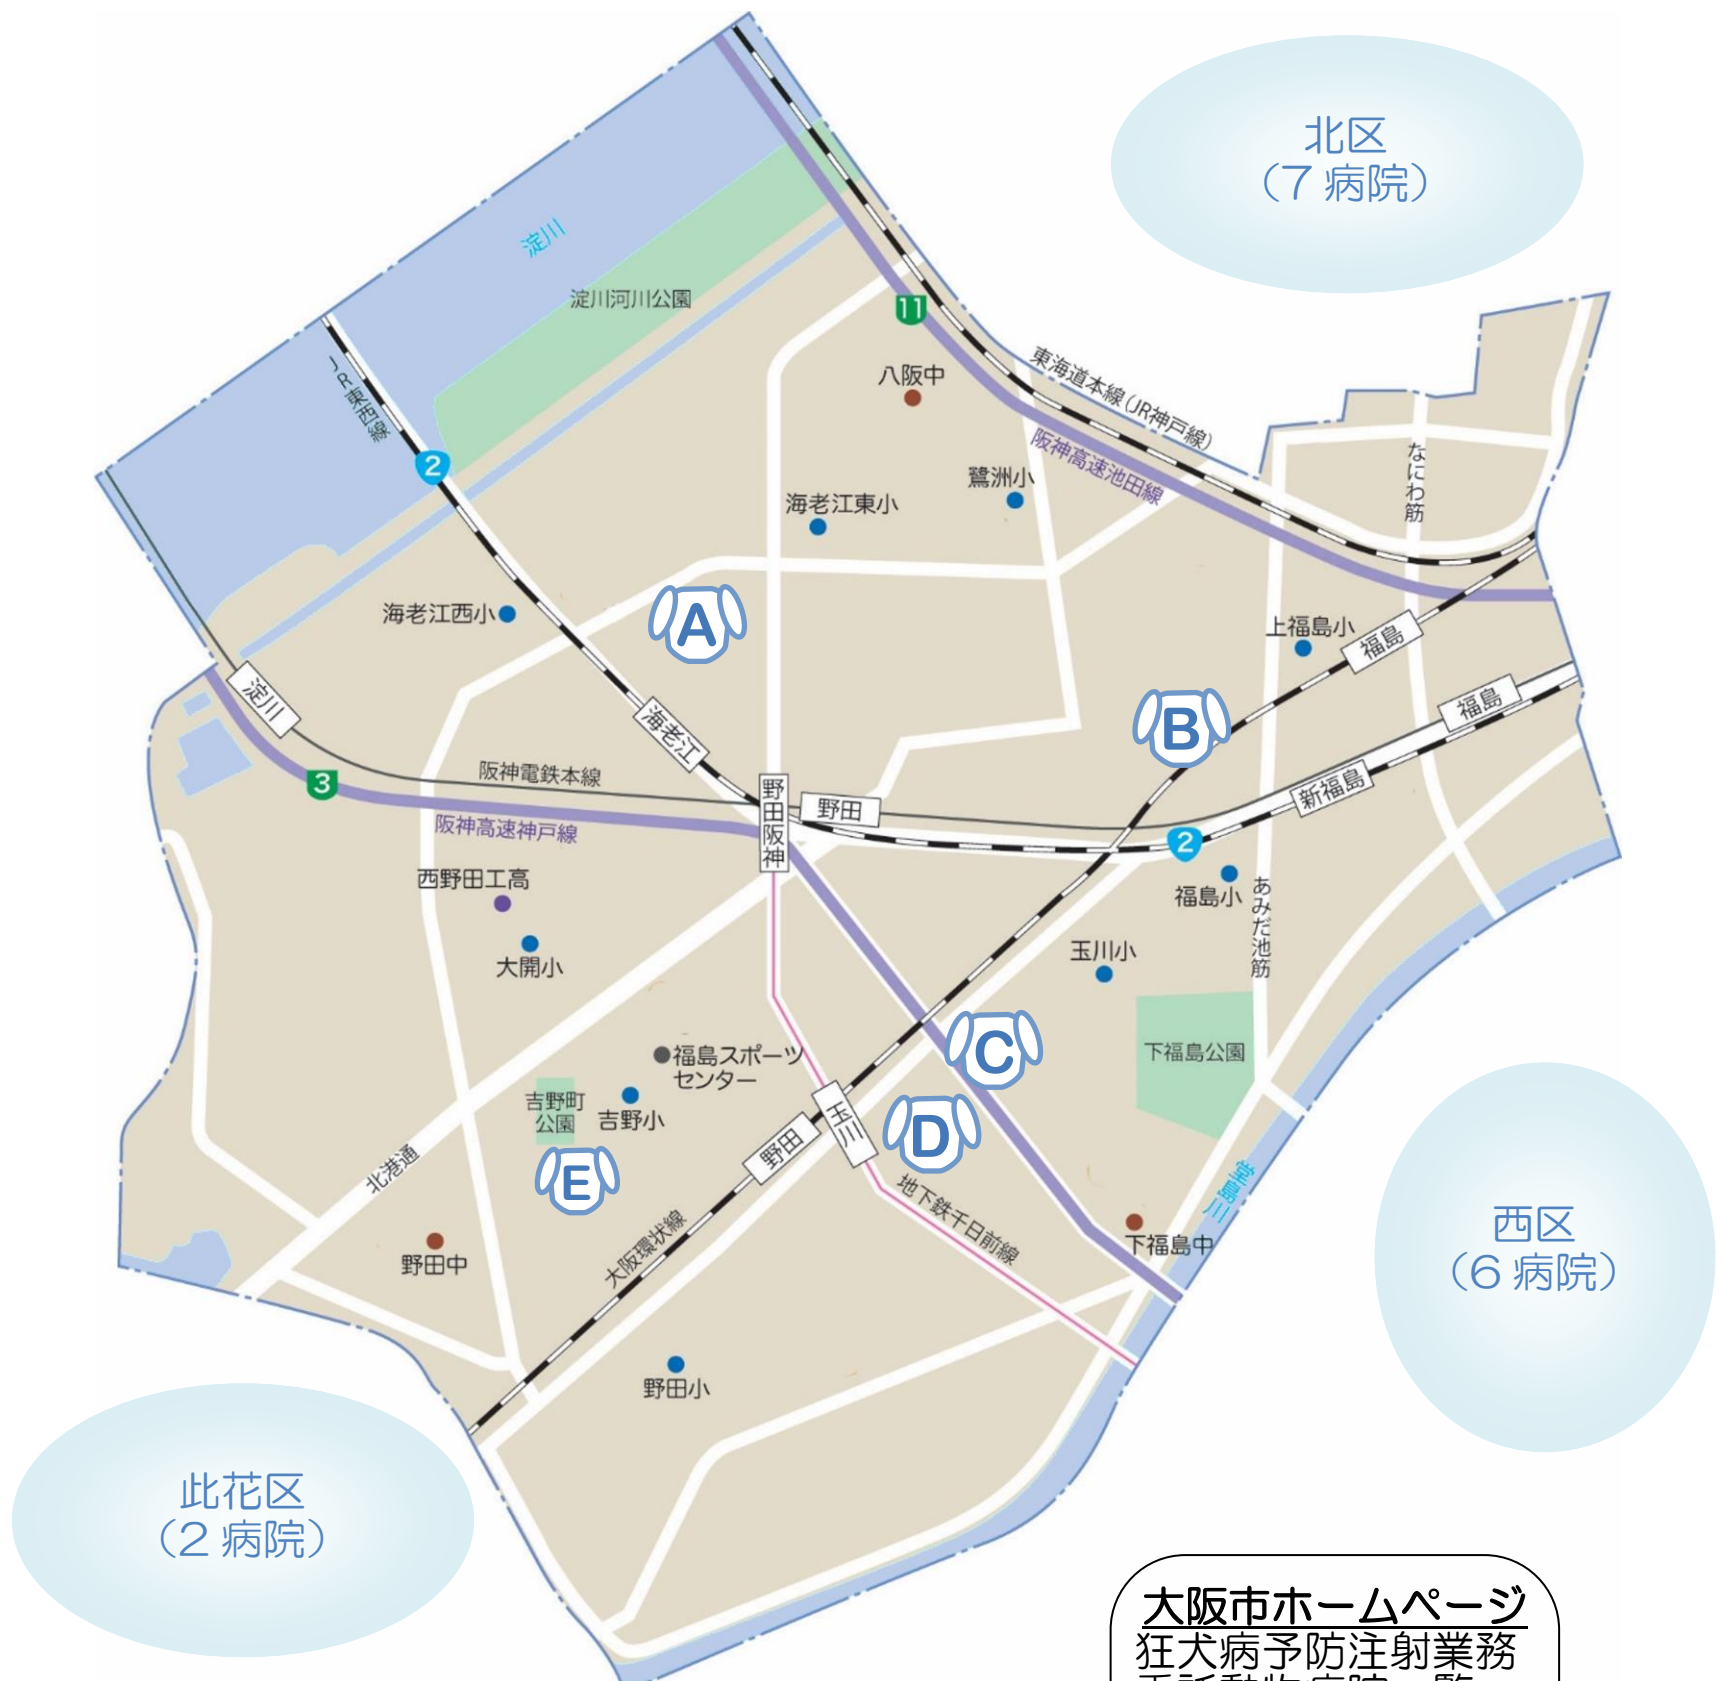 北区
（7 病院）
淀川
淀川河川公園
11
東海道本線（JR神戸線）
JR東西線
八阪中
阪神高速池田線
なにわ筋
2
鷺洲小
海老江東小
海老江西小
A
上福島小
福島
淀川
海老江
B
福島
3
阪神電鉄本線
野田阪神
野田
新福島
阪神高速神戸線
2
西野田工高
福島小
あみだ池筋
大開小
玉川小
福島スポーツ
センター
C
下福島公園
吉野町
公園
吉野小
玉川
D
野田
E
北港通
地下鉄千日前線
堂島川
大阪環状線
下福島中
野田中
西区
（6 病院）
野田小
此花区
（2 病院）
大阪市ホームページ
狂犬病予防注射業務